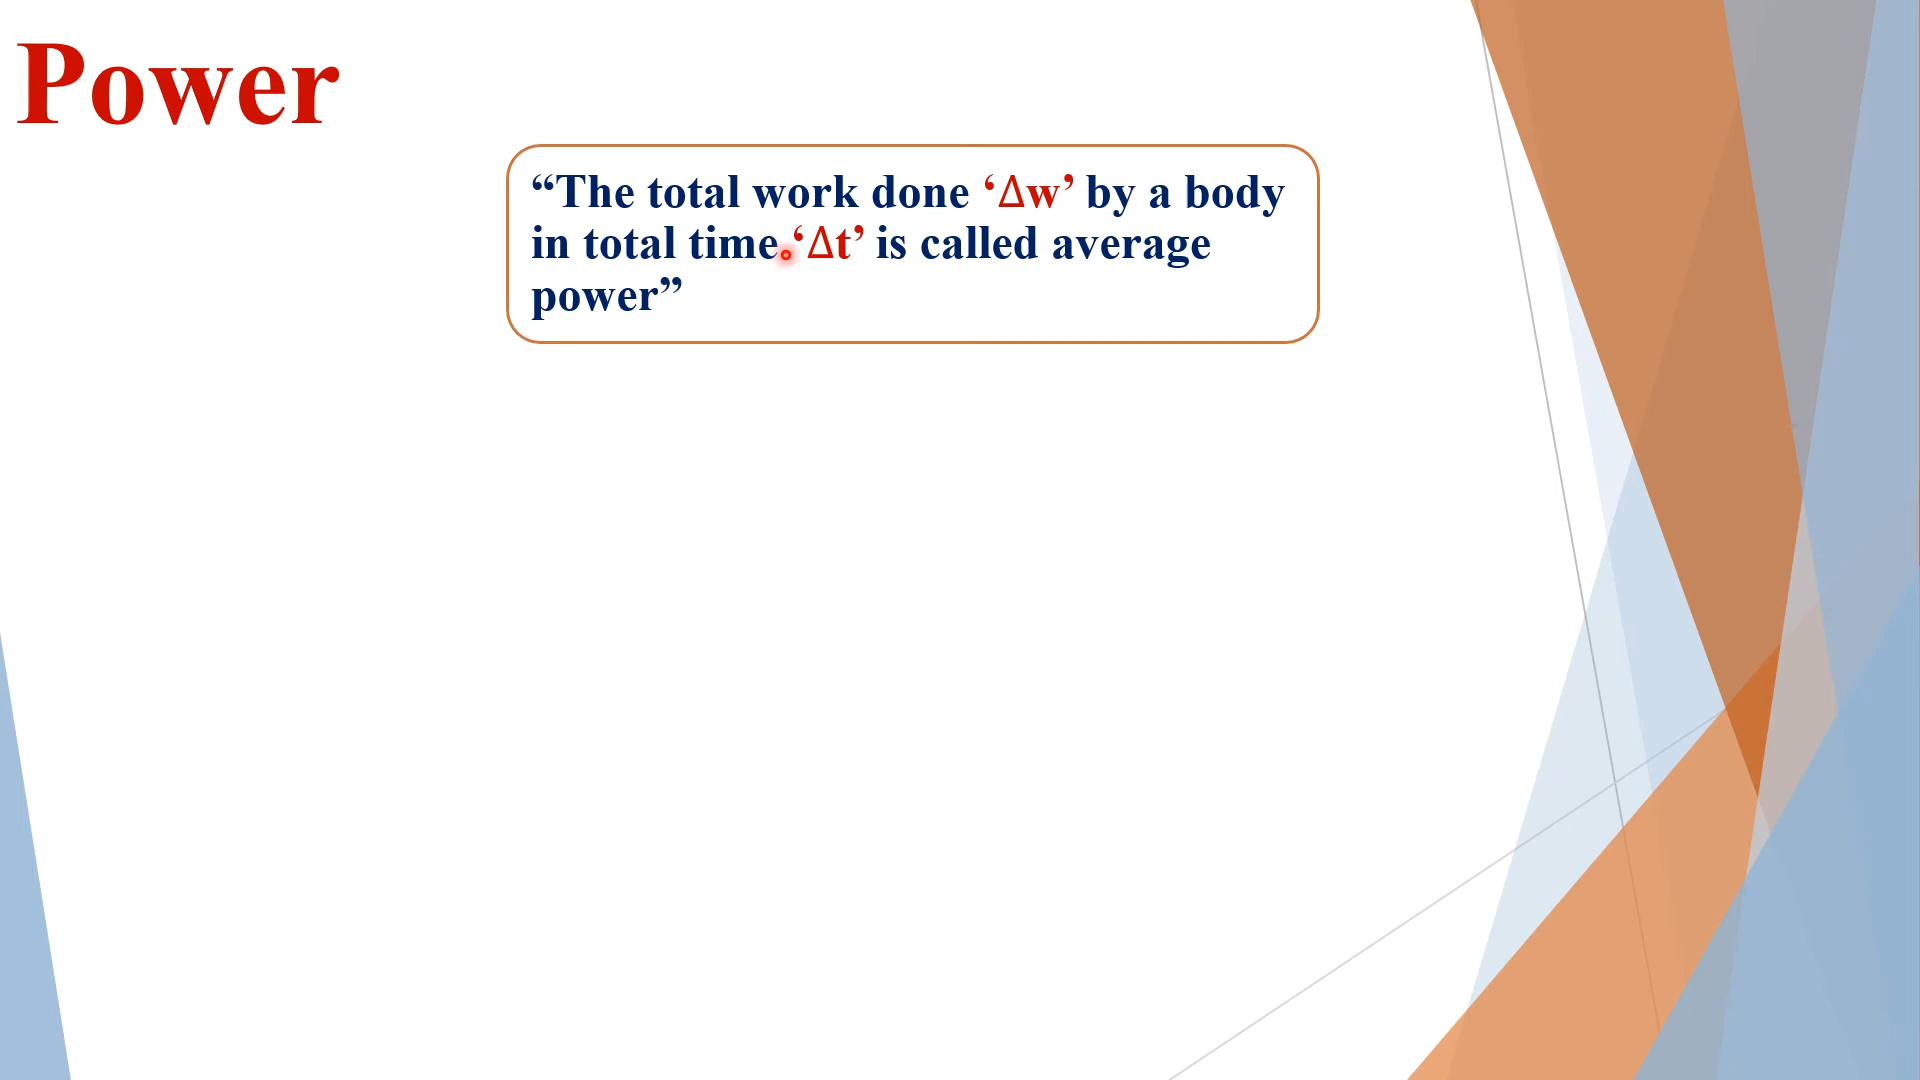 Power
“The total work done ‘Δw’ by a body
in total time ‘Δt’ is called average
power”